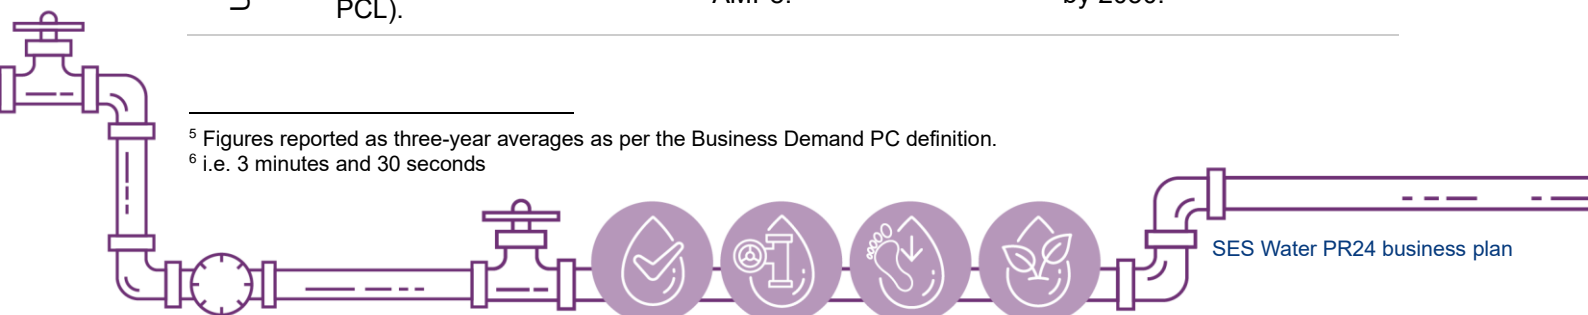 PCL).
⁵ Figures reported as three-year averages as per the Business Demand PC definition.
⁶ i.e. 3 minutes and 30 seconds
SES Water PR24 business plan